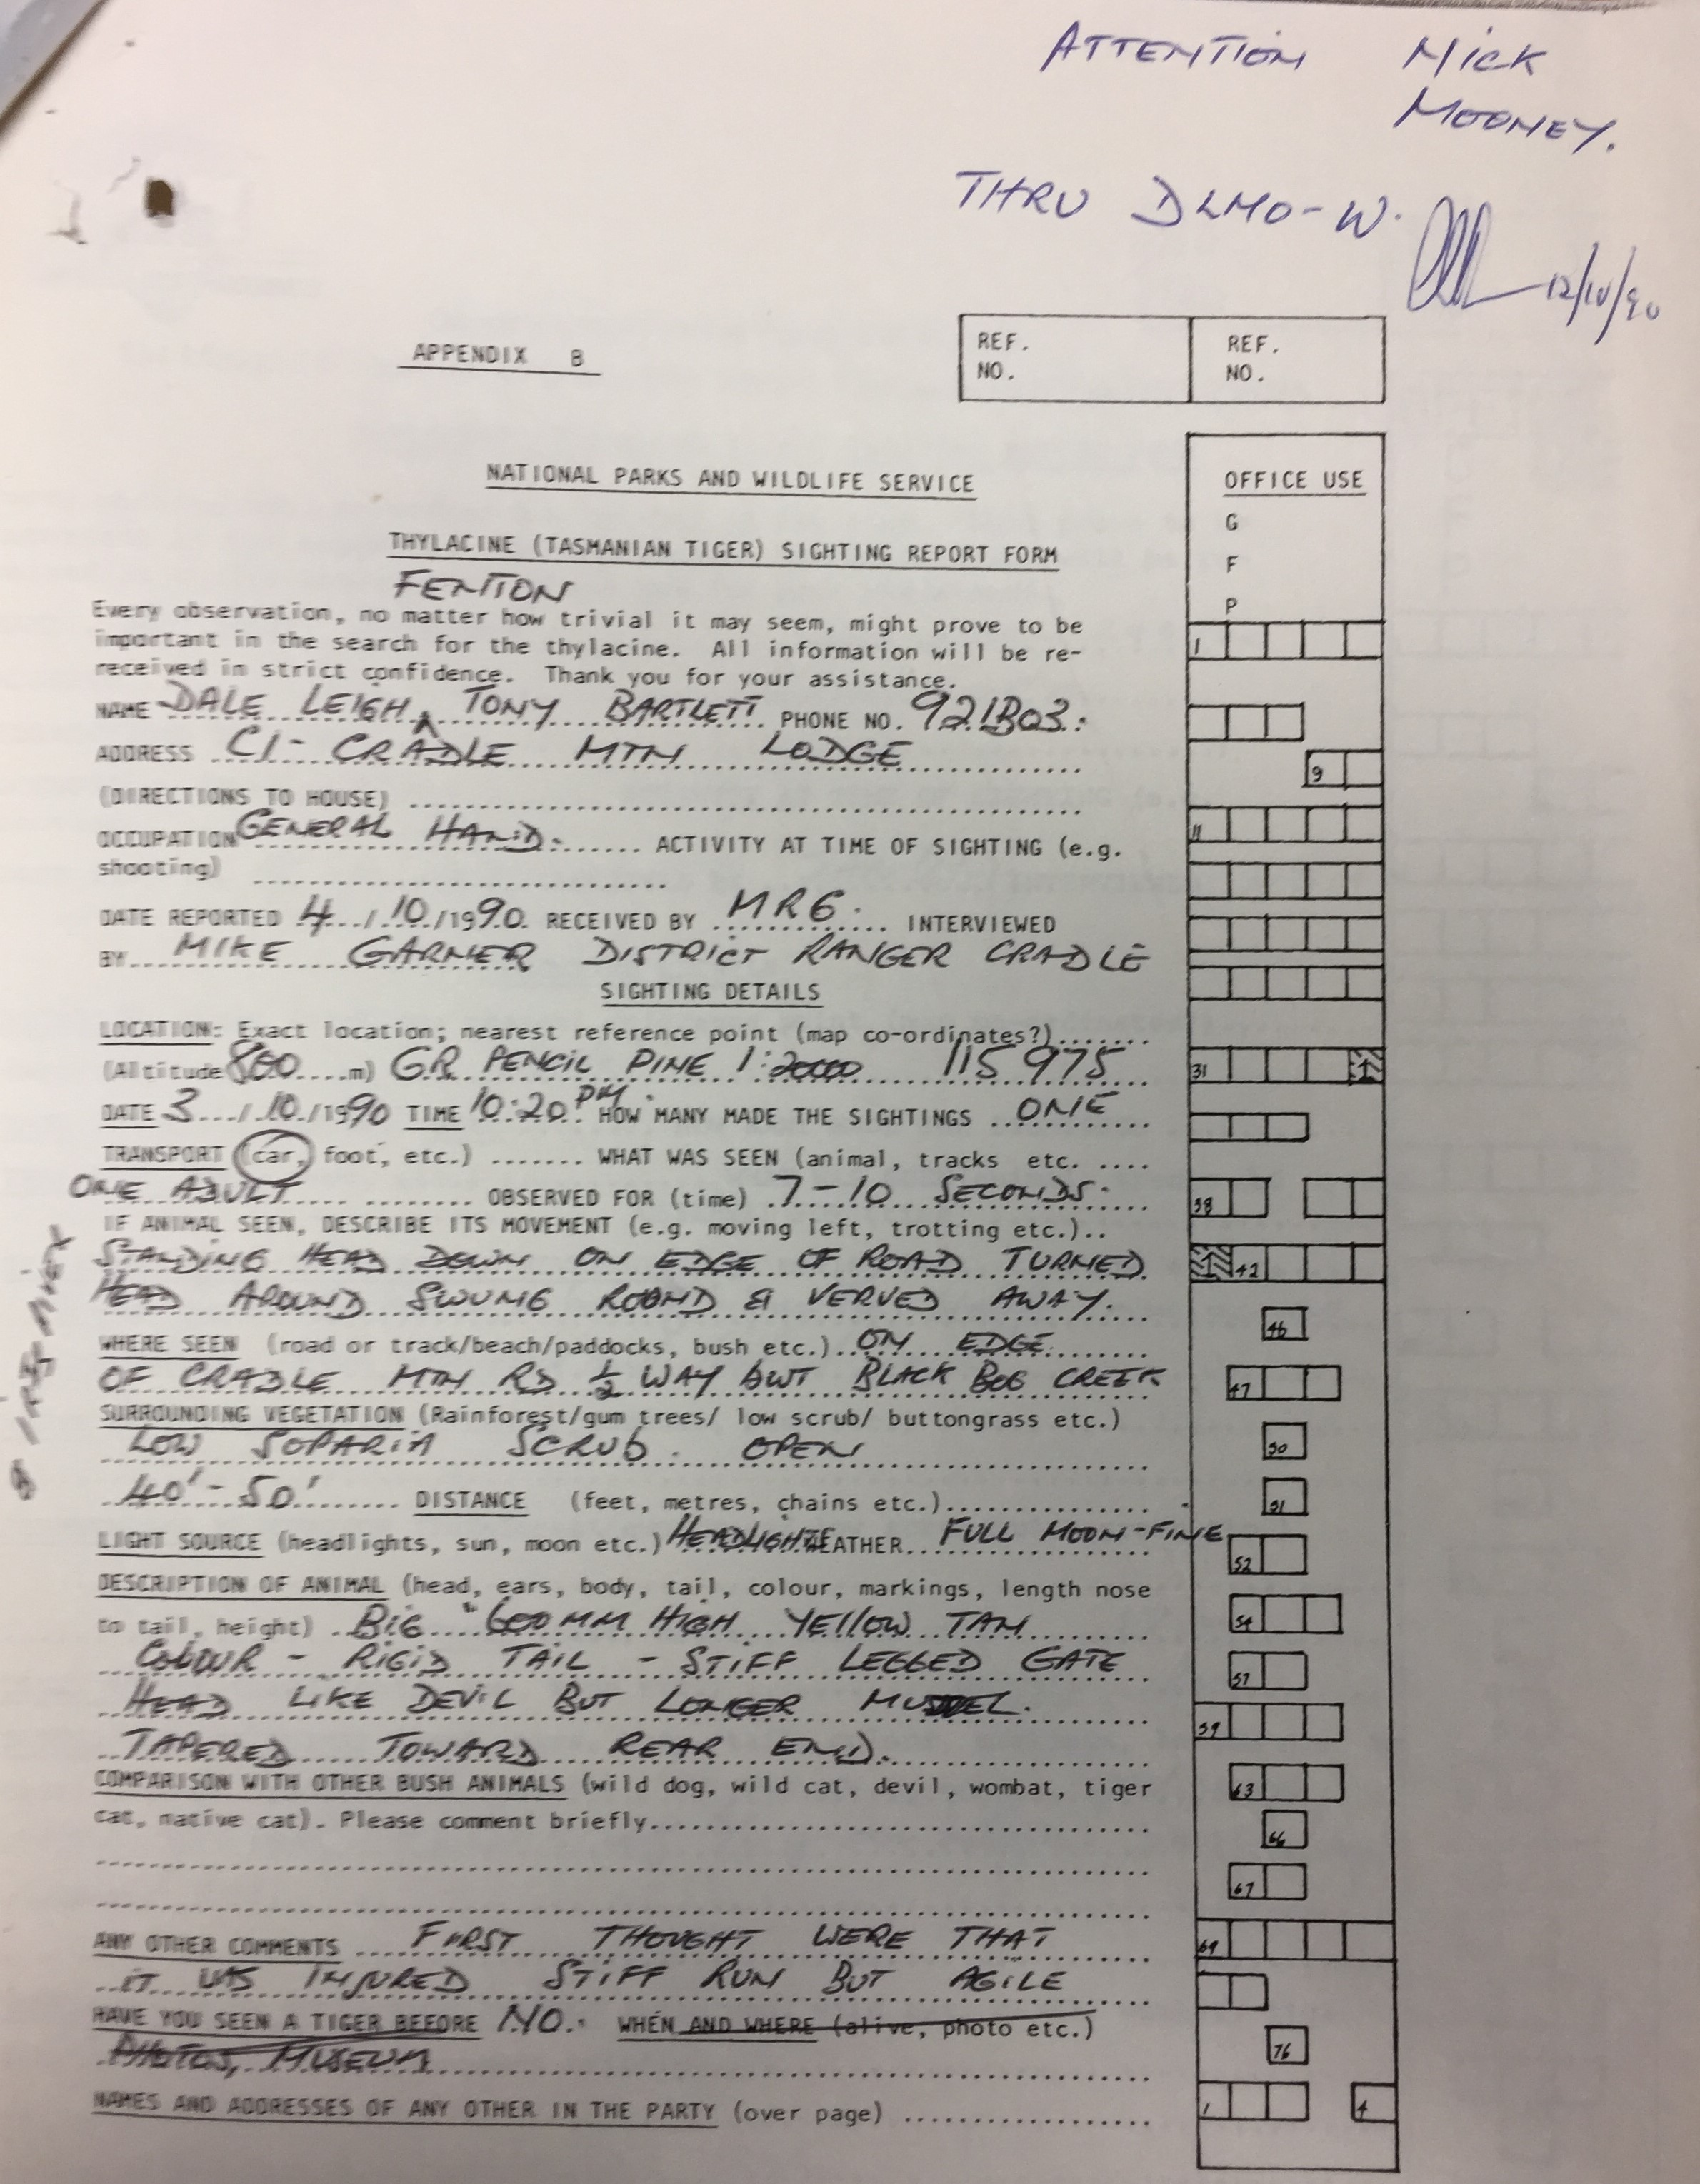 ATTENTION MICK
MOONEY.
THRU DLMO-W.
12/10/90
APPENDIX B
REF.
NO.
REF.
NO.
NATIONAL PARKS AND WILDLIFE SERVICE
OFFICE USE
G
F
P
THYLACINE (TASMANIAN TIGER) SIGHTING REPORT FORM
FENTON
Every observation, no matter how trivial it may seem, might prove to be
important in the search for the thylacine. All information will be re-
received in strict confidence. Thank you for your assistance.
1
NAME DALE LEIGH ^ TONY BARTLETT PHONE NO. 921303.
ADDRESS C/- CRADLE MTN LODGE
9
(DIRECTIONS TO HOUSE)
OCCUPATION GENERAL HAND. ACTIVITY AT TIME OF SIGHTING (e.g.
11
shooting)
DATE REPORTED 4 / 10 /1990. RECEIVED BY MRG. INTERVIEWED
BY MIKE GARNER DISTRICT RANGER CRADLE
SIGHTING DETAILS
LOCATION: Exact location; nearest reference point (map co-ordinates?)
(Altitude 860 m) GR PENCIL PINE 1: 115 975
31
DATE 3 / 10 /1990 TIME 10:20 PM. HOW MANY MADE THE SIGHTINGS ONE
TRANSPORT (car, foot, etc.) ....... WHAT WAS SEEN (animal, tracks etc. ....
ONE ADULT OBSERVED FOR (time) 7-10 SECONDS.
38
IF ANIMAL SEEN, DESCRIBE ITS MOVEMENT (e.g. moving left, trotting etc.)..
STANDING HEAD DOWN ON EDGE OF ROAD TURNED
42
HEAD AROUND SWUNG ROUND & VERVED AWAY.
46
WHERE SEEN (road or track/beach/paddocks, bush etc.) ON EDGE
OF CRADLE MTN RD ½ WAY BWT BLACK BOG CREEK
47
SURROUNDING VEGETATION (Rainforest/gum trees/ low scrub/ buttongrass etc.)
LOW SOPARIA SCRUB. OPEN
50
40' - 50' DISTANCE (feet, metres, chains etc.)
51
LIGHT SOURCE (headlights, sun, moon etc.) HEADLIGHTS WEATHER FULL MOON-FINE
52
DESCRIPTION OF ANIMAL (head, ears, body, tail, colour, markings, length nose
to tail, height) BIG 600 MM HIGH YELLOW TAN
54
COLOUR - RIGID TAIL - STIFF LEGGED GATE
57
HEAD LIKE DEVIL BUT LONGER
59
TAPERED TOWARD REAR END.
COMPARISON WITH OTHER BUSH ANIMALS (wild dog, wild cat, devil, wombat, tiger
63
cat, native cat). Please comment briefly
66
67
ANY OTHER COMMENTS FIRST THOUGHT WERE THAT
69
IT WAS INJURED STIFF RUN BUT AGILE
HAVE YOU SEEN A TIGER BEFORE NO. WHEN AND WHERE (alive, photo etc.)
PHOTOS, MUSEUM
76
NAMES AND ADDRESSES OF ANY OTHER IN THE PARTY (over page)
1
4